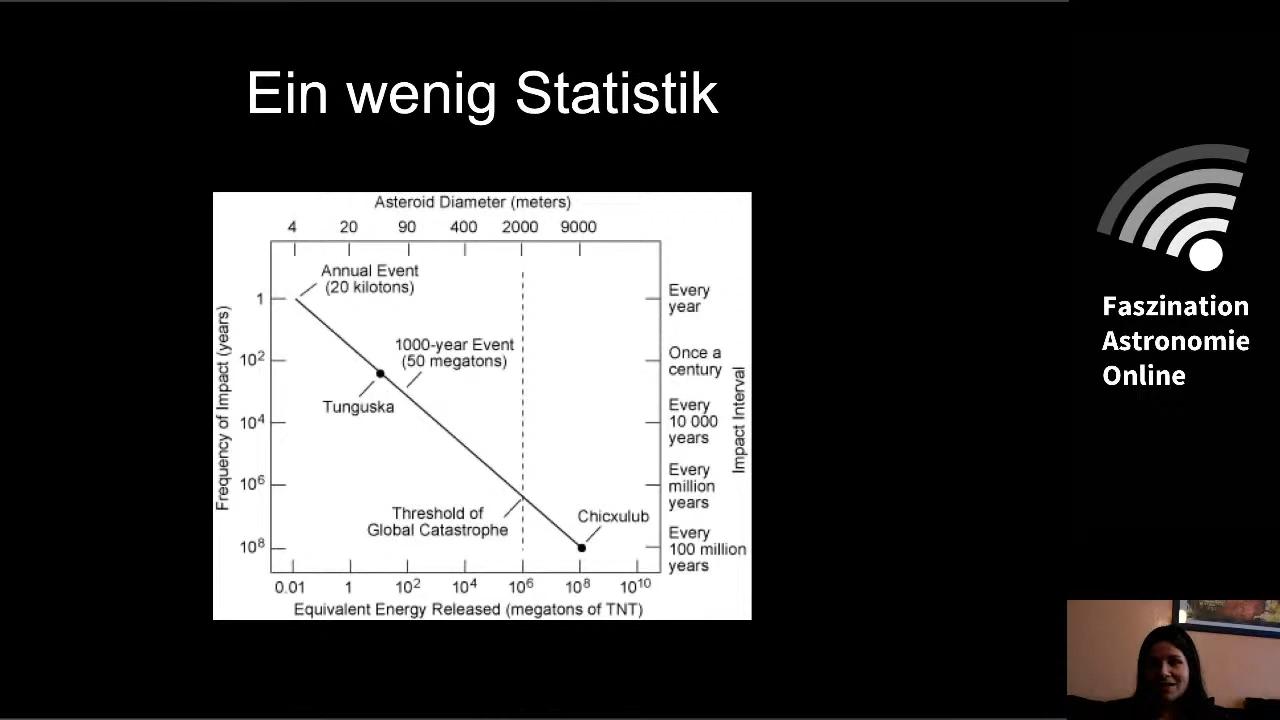 Ein wenig Statistik
Asteroid Diameter (meters)
4 20 90 400 2000 9000
Annual Event
(20 kilotons)
1000-year Event
(50 megatons)
Tunguska
Threshold of
Global Catastrophe
Chicxulub
Frequency of Impact (years)
1
10²
10⁴
10⁶
10⁸
Every
year
Once a
century
Every
10 000
years
Every
million
years
Every
100 million
years
Impact Interval
0.01 1 10² 10⁴ 10⁶ 10⁸ 10¹⁰
Equivalent Energy Released (megatons of TNT)
Faszination
Astronomie
Online